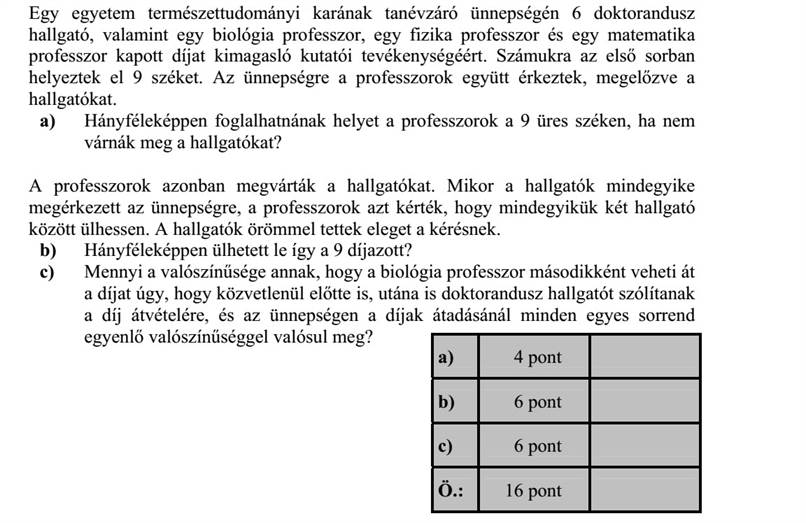 Egy egyetem természettudományi karának tanévzáró ünnepségén 6 doktorandusz
hallgató, valamint egy biológia professzor, egy fizika professzor és egy matematika
professzor kapott díjat kimagasló kutatói tevékenységéért. Számukra az első sorban
helyeztek el 9 széket. Az ünnepségre a professzorok együtt érkeztek, megelőzve a
hallgatókat.
a) Hányféleképpen foglalhatnának helyet a professzorok a 9 üres széken, ha nem
várnák meg a hallgatókat?
A professzorok azonban megvárták a hallgatókat. Mikor a hallgatók mindegyike
megérkezett az ünnepségre, a professzorok azt kérték, hogy mindegyikük két hallgató
között ülhessen. A hallgatók örömmel tettek eleget a kérésnek.
b) Hányféleképpen ülhetett le így a 9 díjazott?
c) Mennyi a valószínűsége annak, hogy a biológia professzor másodikként veheti át
a díjat úgy, hogy közvetlenül előtte is, utána is doktorandusz hallgatót szólítanak
a díj átvételére, és az ünnepségen a díjak átadásánál minden egyes sorrend
egyenlő valószínűséggel valósul meg?
a) 4 pont
b) 6 pont
c) 6 pont
Ö.: 16 pont